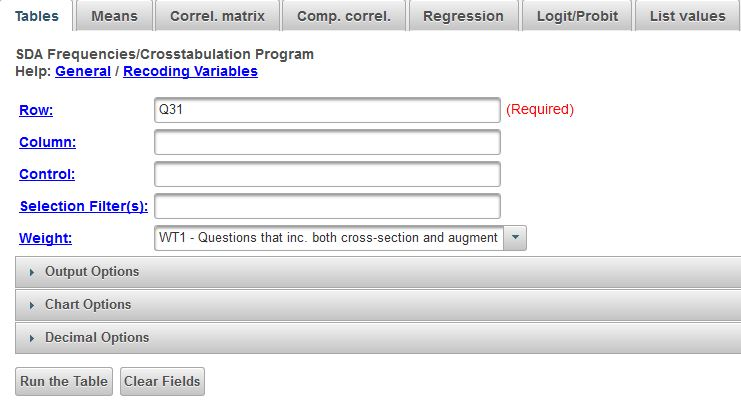 Tables Means Correl. matrix Comp. correl. Regression Logit/Probit List values
SDA Frequencies/Crosstabulation Program
Help: General / Recoding Variables
Row: Q31 (Required)
Column:
Control:
Selection Filter(s):
Weight: WT1 - Questions that inc. both cross-section and augment
Output Options
Chart Options
Decimal Options
Run the Table Clear Fields